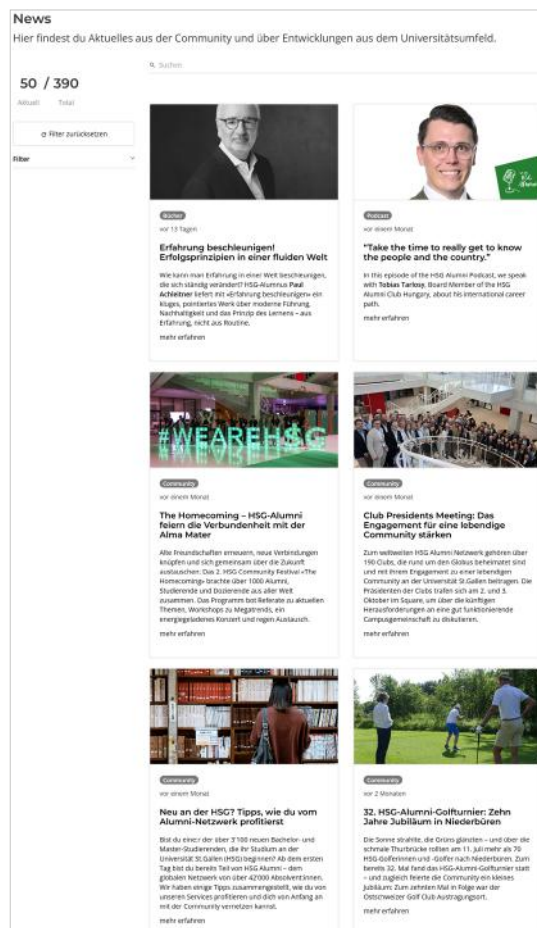 News
Hier findest du Aktuelles aus der Community und über Entwicklungen aus dem Universitätsumfeld.
Suchen
50 / 390
Aktuell Total
Filter zurücksetzen
Filter
Bücher
vor 13 Tagen
Erfahrung beschleunigen!
Erfolgsprinzipien in einer fluiden Welt
Wie kann man Erfahrung in einer Welt beschleunigen,
die sich ständig verändert? HSG-Alumnus Paul
Achleitner liefert mit «Erfahrung beschleunigen» ein
kluges, pointiertes Werk über moderne Führung,
Nachhaltigkeit und das Prinzip des Lernens – aus
Erfahrung, nicht aus Routine.
mehr erfahren
Podcast
vor einem Monat
"Take the time to really get to know
the people and the country."
In this episode of the HSG Alumni Podcast, we speak
with Tobias Tarlosy, Board Member of the HSG
Alumni Club Hungary, about his international career
path.
mehr erfahren
#WEAREHSG
Community
vor einem Monat
The Homecoming – HSG-Alumni
feiern die Verbundenheit mit der
Alma Mater
Alte Freundschaften erneuern, neue Verbindungen
knüpfen und sich gemeinsam über die Zukunft
austauschen: Das 2. HSG Community Festival «The
Homecoming» brachte über 1000 Alumni,
Studierende und Dozierende aus aller Welt
zusammen. Das Programm bot Referate zu aktuellen
Themen, Workshops zu Megatrends, ein
energiegeladenes Konzert und regen Austausch.
mehr erfahren
Community
vor einem Monat
Club Presidents Meeting: Das
Engagement für eine lebendige
Community stärken
Zum weltweiten HSG Alumni Netzwerk gehören über
190 Clubs, die rund um den Globus beheimatet sind
und mit ihrem Engagement zu einer lebendigen
Community an der Universität St.Gallen beitragen. Die
Präsidenten der Clubs trafen sich am 2. und 3.
Oktober im Square, um über die künftigen
Herausforderungen an eine gut funktionierende
Campusgemeinschaft zu diskutieren.
mehr erfahren
Community
vor einem Monat
Neu an der HSG? Tipps, wie du vom
Alumni-Netzwerk profitierst
Bist du eine:r der über 3'100 neuen Bachelor- und
Master-Studierenden, die ihr Studium an der
Universität St.Gallen (HSG) beginnen? Ab dem ersten
Tag bist du bereits Teil von HSG Alumni – dem
globalen Netzwerk von über 42'000 Absolvent:innen.
Wir haben einige Tipps zusammengestellt, wie du von
unseren Services profitieren und dich von Anfang an
mit der Community vernetzen kannst.
mehr erfahren
Community
vor 2 Monaten
32. HSG-Alumni-Golfturnier: Zehn
Jahre Jubiläum in Niederbüren
Die Sonne strahlte, die Grüns glänzten – und über die
schmale Thurbrücke rollten am 11. Juli mehr als 70
HSG-Golferinnen und -Golfer nach Niederbüren. Zum
bereits 32. Mal fand das HSG-Alumni-Golfturnier statt
– und zugleich feierte die Community ein kleines
Jubiläum: Zum zehnten Mal in Folge war der
Ostschweizer Golf Club Austragungsort.
mehr erfahren